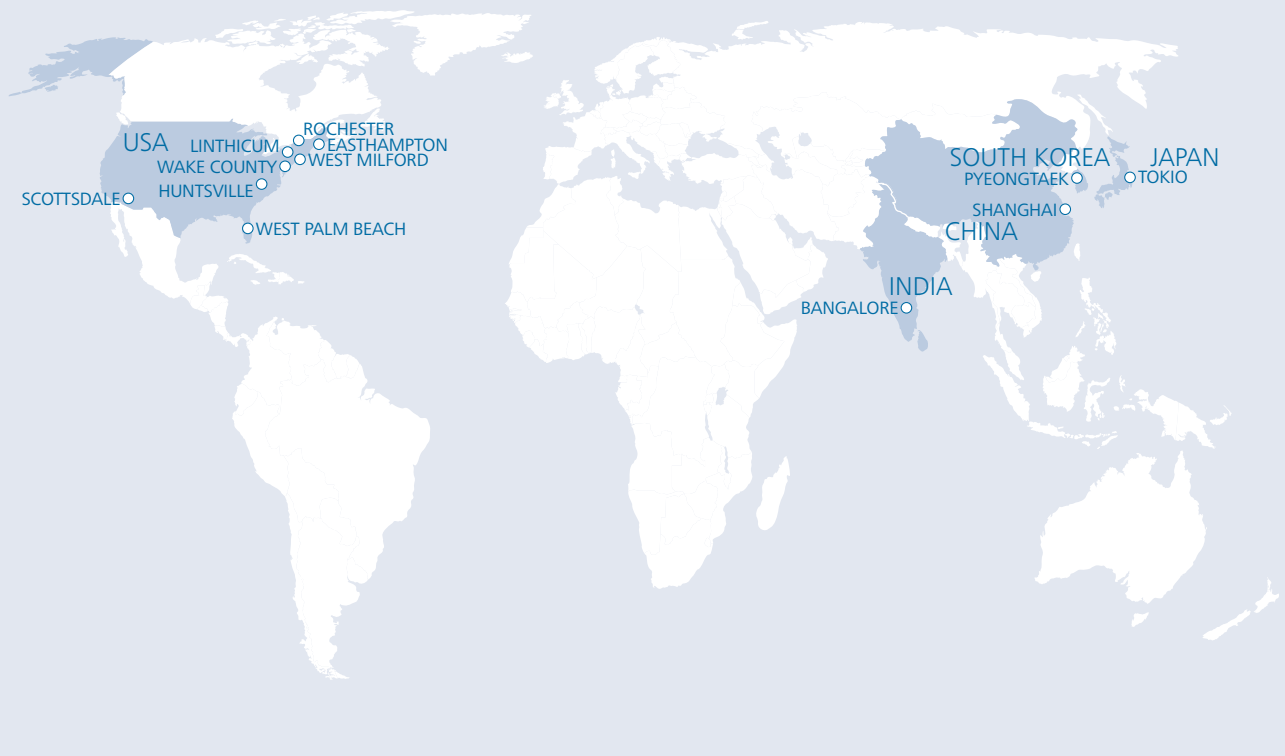 ROCHESTER
USA
LINTHICUM
EASTHAMPTON
WAKE COUNTY
WEST MILFORD
HUNTSVILLE
SCOTTSDALE
WEST PALM BEACH
SOUTH KOREA
JAPAN
PYEONGTAEK
TOKIO
SHANGHAI
CHINA
INDIA
BANGALORE